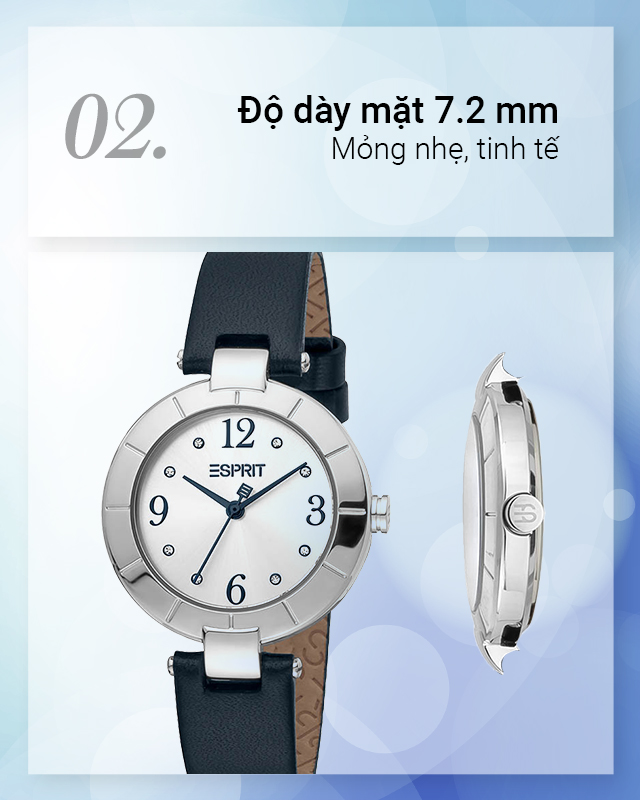 02.
Độ dày mặt 7.2 mm
Mỏng nhẹ, tinh tế
12
ESPRIT
9
3
6